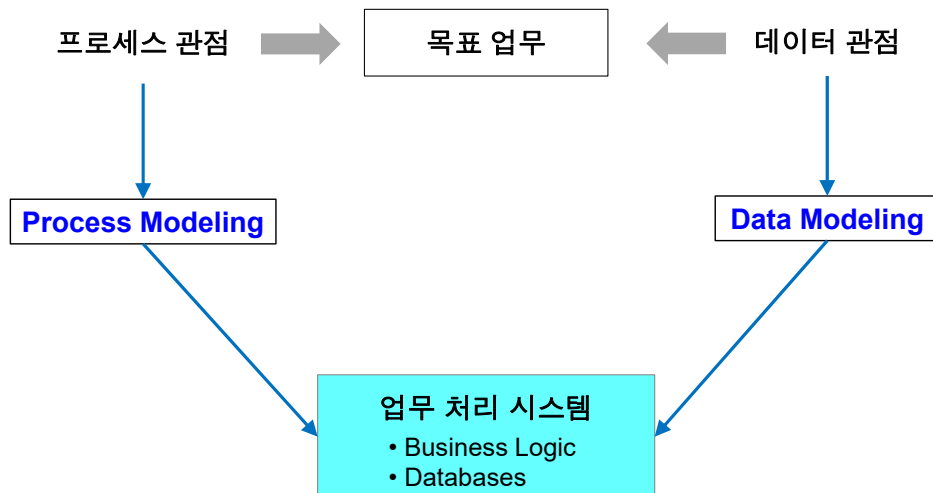 프로세스 관점
목표 업무
데이터 관점
Process Modeling
Data Modeling
업무 처리 시스템
• Business Logic
• Databases